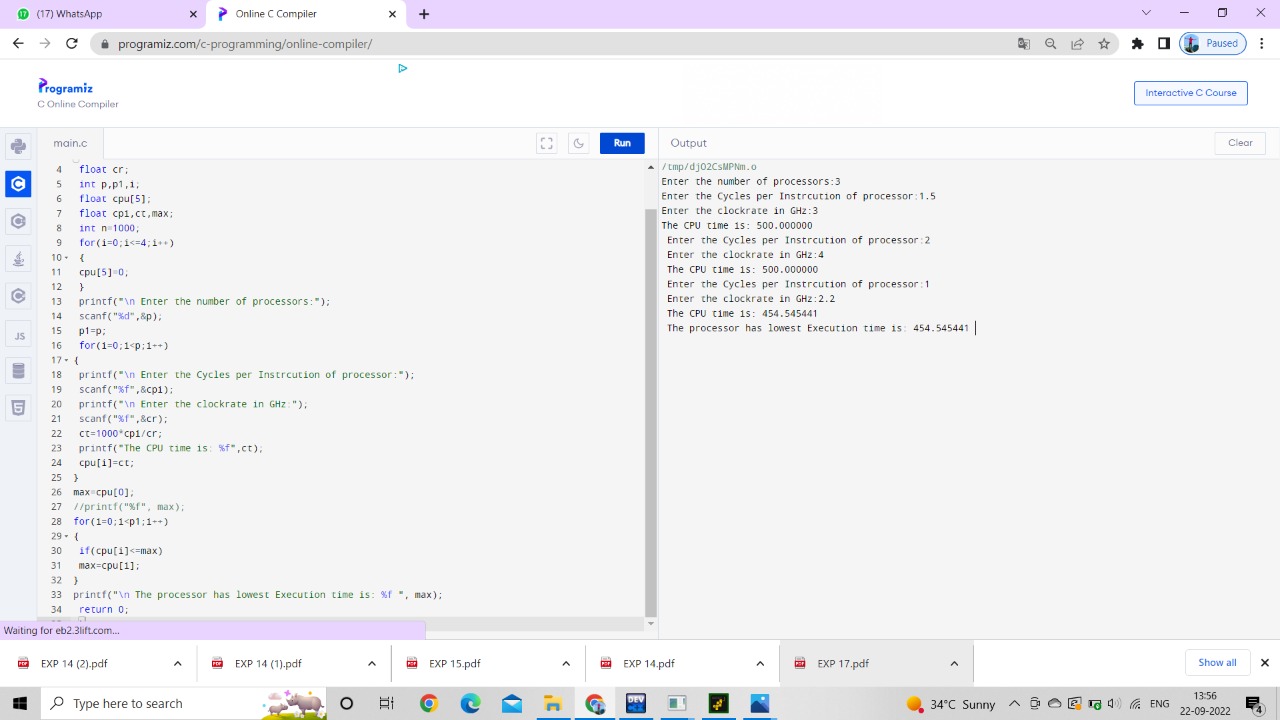 (17) WhatsApp
Online C Compiler
programiz.com/c-programming/online-compiler/
Paused
Programiz
C Online Compiler
Interactive C Course
main.c
Run
Output
Clear
4 float cr;
5 int p,p1,i;
6 float cpu[5];
7 float cpi,ct,max;
8 int n=1000;
9 for(i=0;i<=4;i++)
10 {
11 cpu[5]=0;
12 }
13 printf("\n Enter the number of processors:");
14 scanf("%d",&p);
15 p1=p;
16 for(i=0;i<p;i++)
17 {
18 printf("\n Enter the Cycles per Instrcution of processor:");
19 scanf("%f",&cpi);
20 printf("\n Enter the clockrate in GHz:");
21 scanf("%f",&cr);
22 ct=1000*cpi/cr;
23 printf("The CPU time is: %f",ct);
24 cpu[i]=ct;
25 }
26 max=cpu[0];
27 //printf("%f", max);
28 for(i=0;i<p1;i++)
29 {
30 if(cpu[i]<=max)
31 max=cpu[i];
32 }
33 printf("\n The processor has lowest Execution time is: %f ", max);
34 return 0;
/tmp/djO2CsMPNm.o
Enter the number of processors:3
Enter the Cycles per Instrcution of processor:1.5
Enter the clockrate in GHz:3
The CPU time is: 500.000000
Enter the Cycles per Instrcution of processor:2
Enter the clockrate in GHz:4
The CPU time is: 500.000000
Enter the Cycles per Instrcution of processor:1
Enter the clockrate in GHz:2.2
The CPU time is: 454.545441
The processor has lowest Execution time is: 454.545441
JS
Waiting for eb2.3lift.com...
EXP 14 (2).pdf
EXP 14 (1).pdf
EXP 15.pdf
EXP 14.pdf
EXP 17.pdf
Show all
Type here to search
DEV
34°C Sunny
ENG
13:56
22-09-2022
4